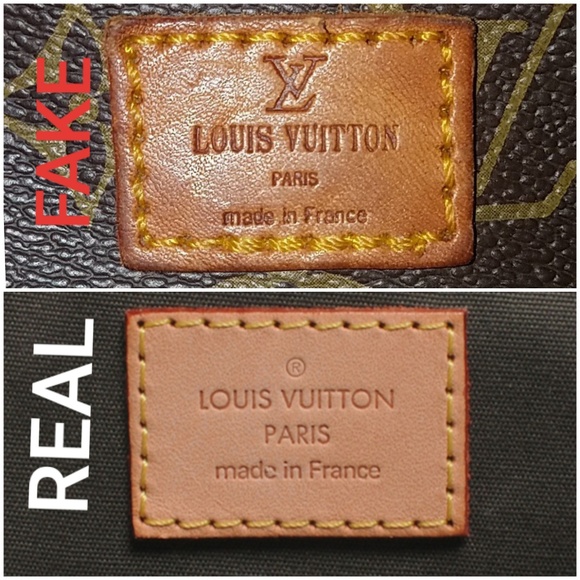 FAKE
LV
LOUIS VUITTON
PARIS
made in France
REAL
®
LOUIS VUITTON
PARIS
made in France